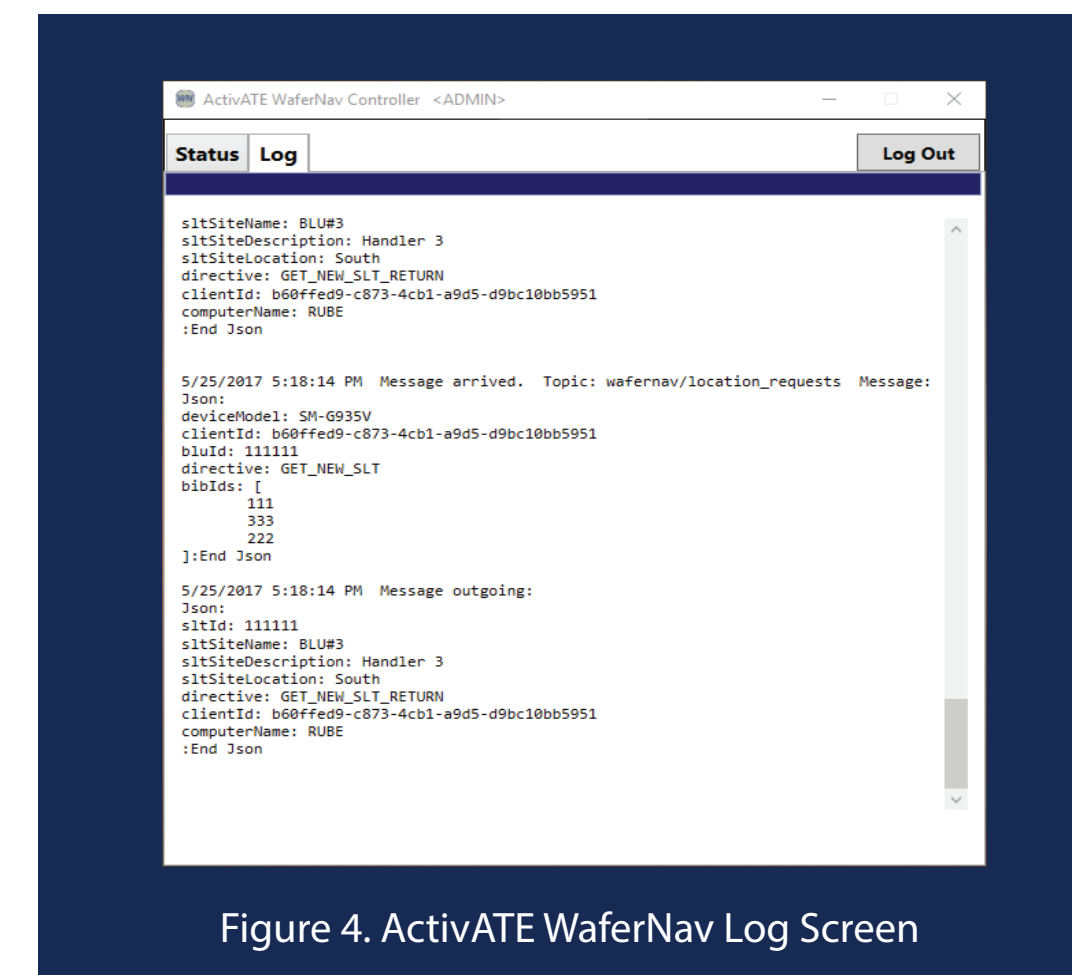 WN ActivATE WaferNav Controller <ADMIN>
Status Log Log Out
sltSiteName: BLU#3
sltSiteDescription: Handler 3
sltSiteLocation: South
directive: GET_NEW_SLT_RETURN
clientId: b60ffed9-c873-4cb1-a9d5-d9bc10bb5951
computerName: RUBE
:End Json
5/25/2017 5:18:14 PM  Message arrived.  Topic: wafernav/location_requests  Message:
Json:
deviceModel: SM-G935V
clientId: b60ffed9-c873-4cb1-a9d5-d9bc10bb5951
bluId: 111111
directive: GET_NEW_SLT
bibIds: [
111
333
222
]:End Json
5/25/2017 5:18:14 PM  Message outgoing:
Json:
sltId: 111111
sltSiteName: BLU#3
sltSiteDescription: Handler 3
sltSiteLocation: South
directive: GET_NEW_SLT_RETURN
clientId: b60ffed9-c873-4cb1-a9d5-d9bc10bb5951
computerName: RUBE
:End Json
Figure 4. ActivATE WaferNav Log Screen